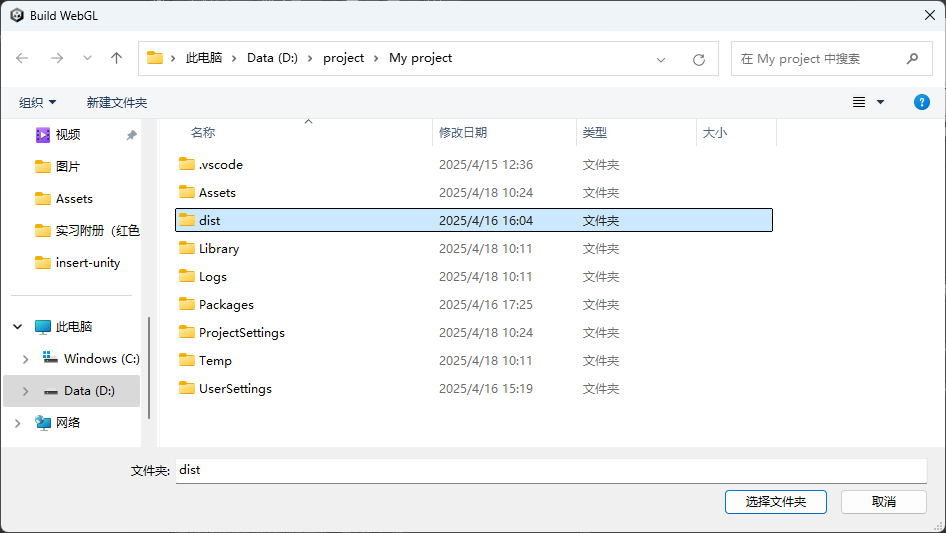 Build WebGL
此电脑 Data (D:) project My project
在 My project 中搜索
组织 新建文件夹
视频
图片
Assets
实习附册（红色
insert-unity
此电脑
Windows (C:)
Data (D:)
网络
名称 修改日期 类型 大小
.vscode 2025/4/15 12:36 文件夹
Assets 2025/4/18 10:24 文件夹
dist 2025/4/16 16:04 文件夹
Library 2025/4/18 10:11 文件夹
Logs 2025/4/18 10:11 文件夹
Packages 2025/4/16 17:25 文件夹
ProjectSettings 2025/4/18 10:24 文件夹
Temp 2025/4/18 10:11 文件夹
UserSettings 2025/4/16 15:19 文件夹
文件夹: dist
选择文件夹 取消